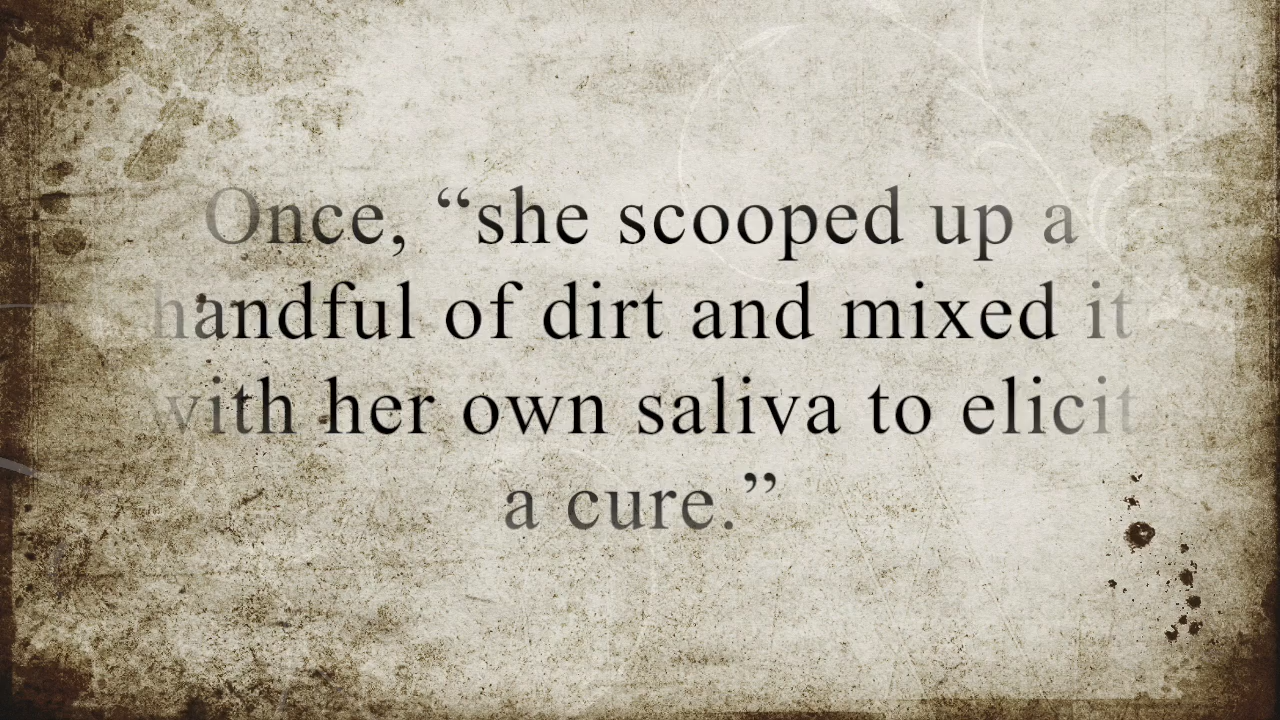 Once, “she scooped up a
handful of dirt and mixed it
with her own saliva to elicit
a cure.”